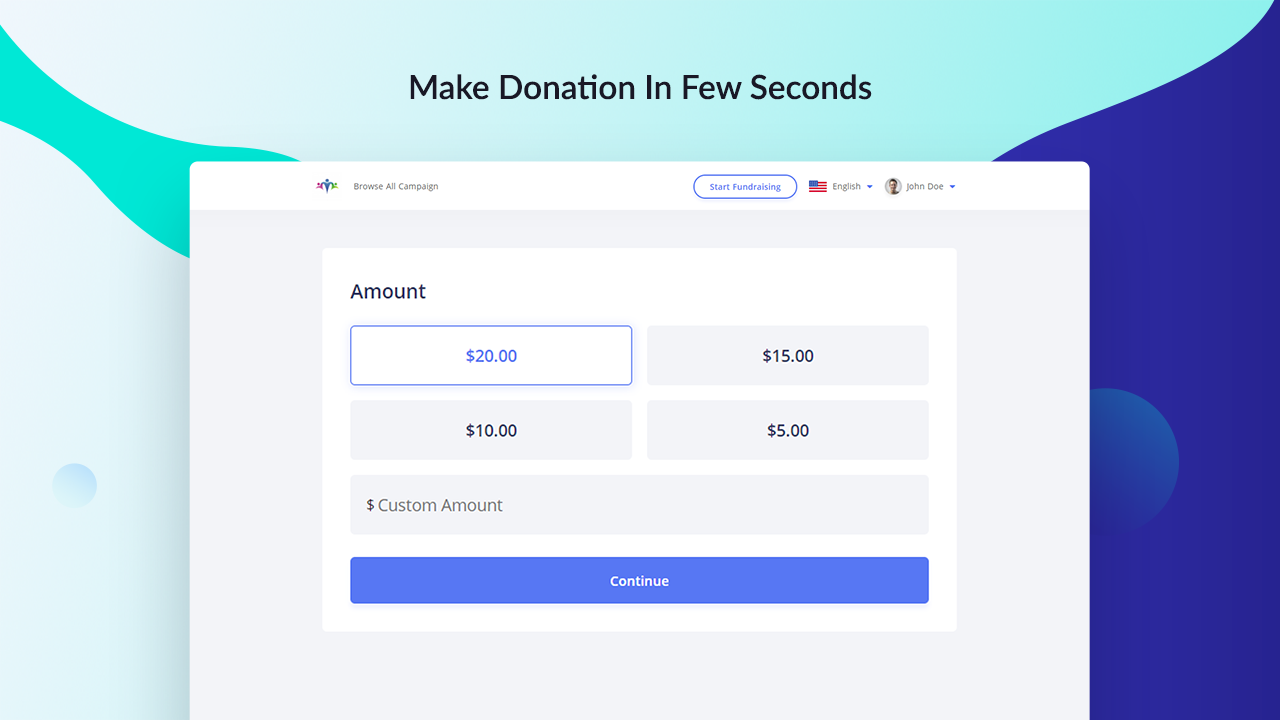 Make Donation In Few Seconds
Browse All Campaign
Start Fundraising
English
John Doe
Amount
$20.00
$15.00
$10.00
$5.00
$ Custom Amount
Continue